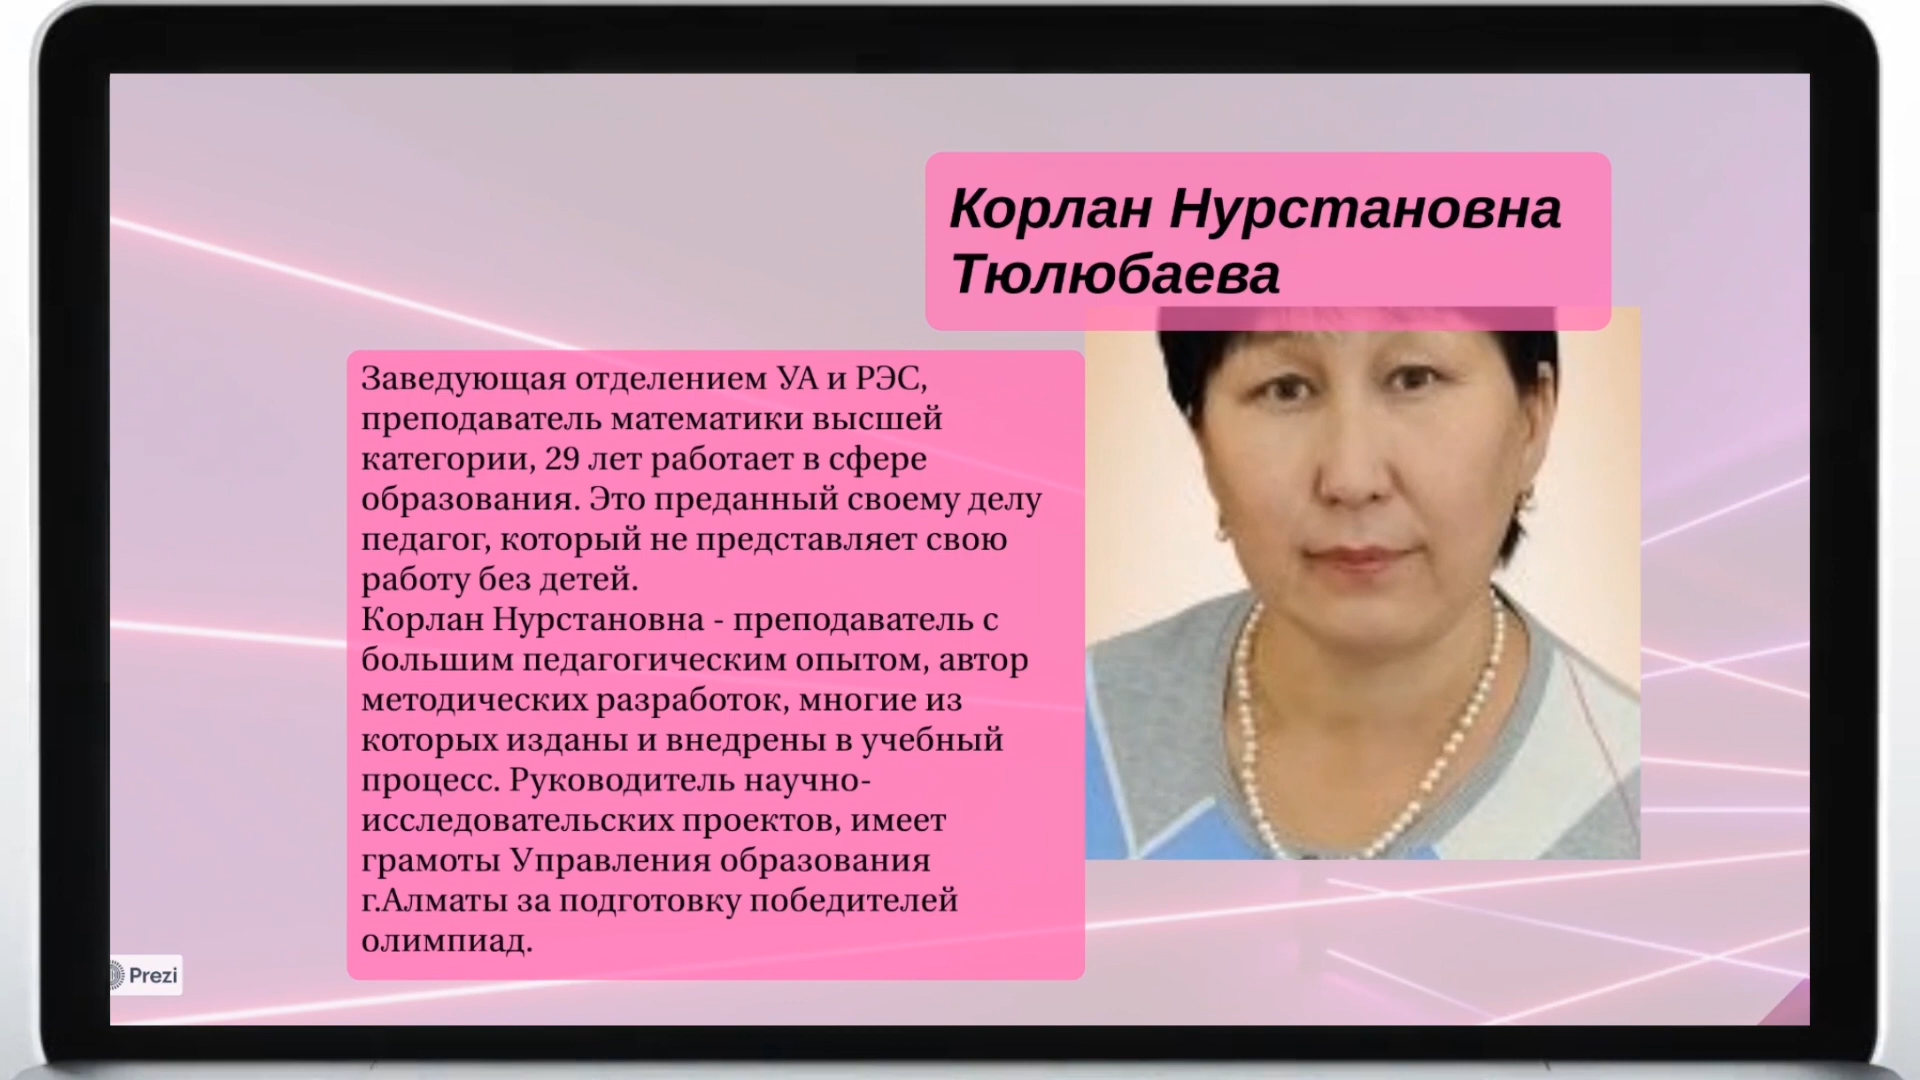 Корлан Нурстановна
Тюлюбаева
Заведующая отделением УА и РЭС,
преподаватель математики высшей
категории, 29 лет работает в сфере
образования. Это преданный своему делу
педагог, который не представляет свою
работу без детей.
Корлан Нурстановна - преподаватель с
большим педагогическим опытом, автор
методических разработок, многие из
которых изданы и внедрены в учебный
процесс. Руководитель научно-
исследовательских проектов, имеет
грамоты Управления образования
г.Алматы за подготовку победителей
олимпиад.
Prezi